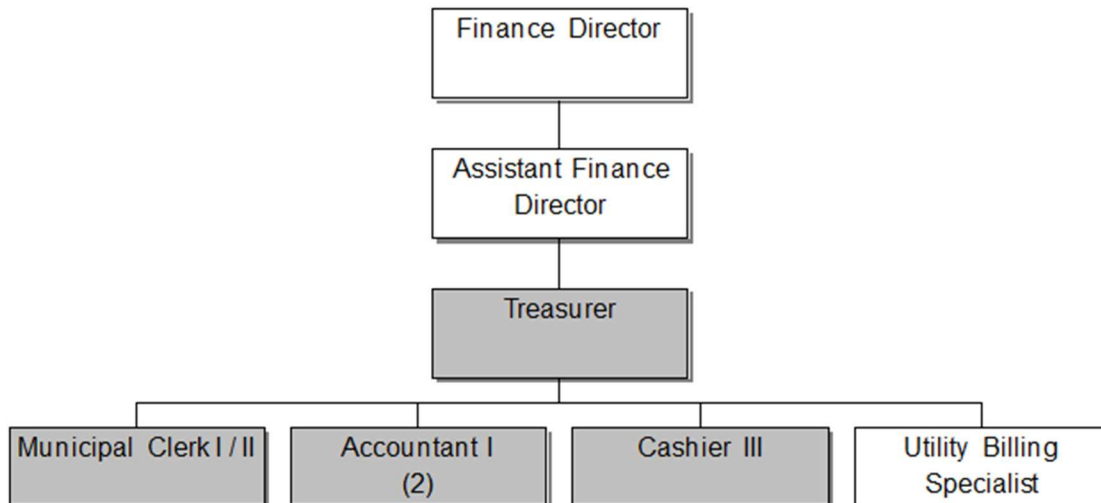 Finance Director
Assistant Finance
Director
Treasurer
Municipal Clerk I / II
Accountant I
(2)
Cashier III
Utility Billing
Specialist